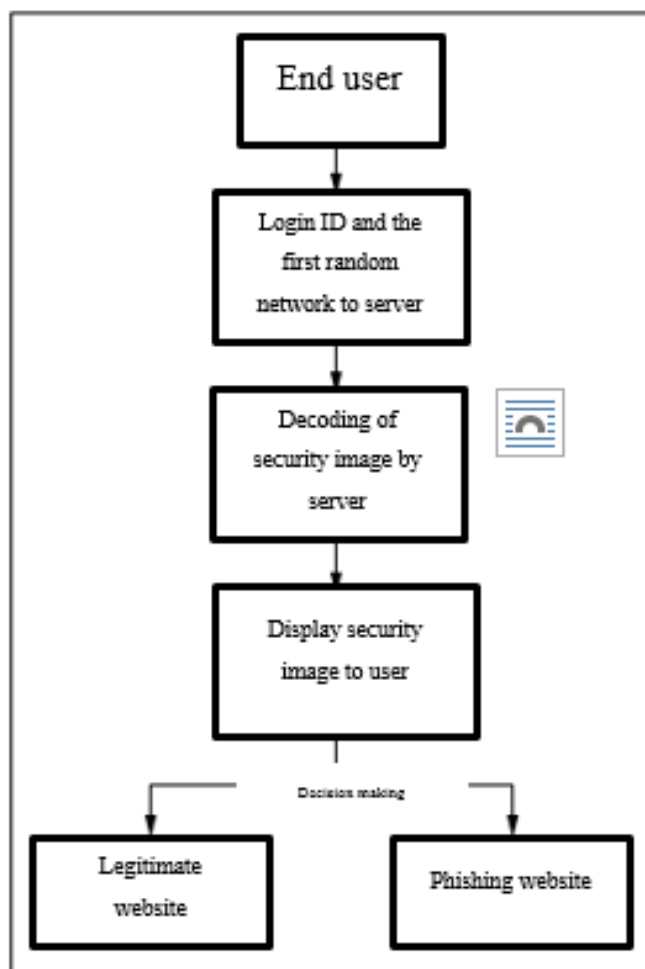 End user
Login ID and the
first random
network to server
Decoding of
security image by
server
Display security
image to user
Decision making
Legitimate
website
Phishing website